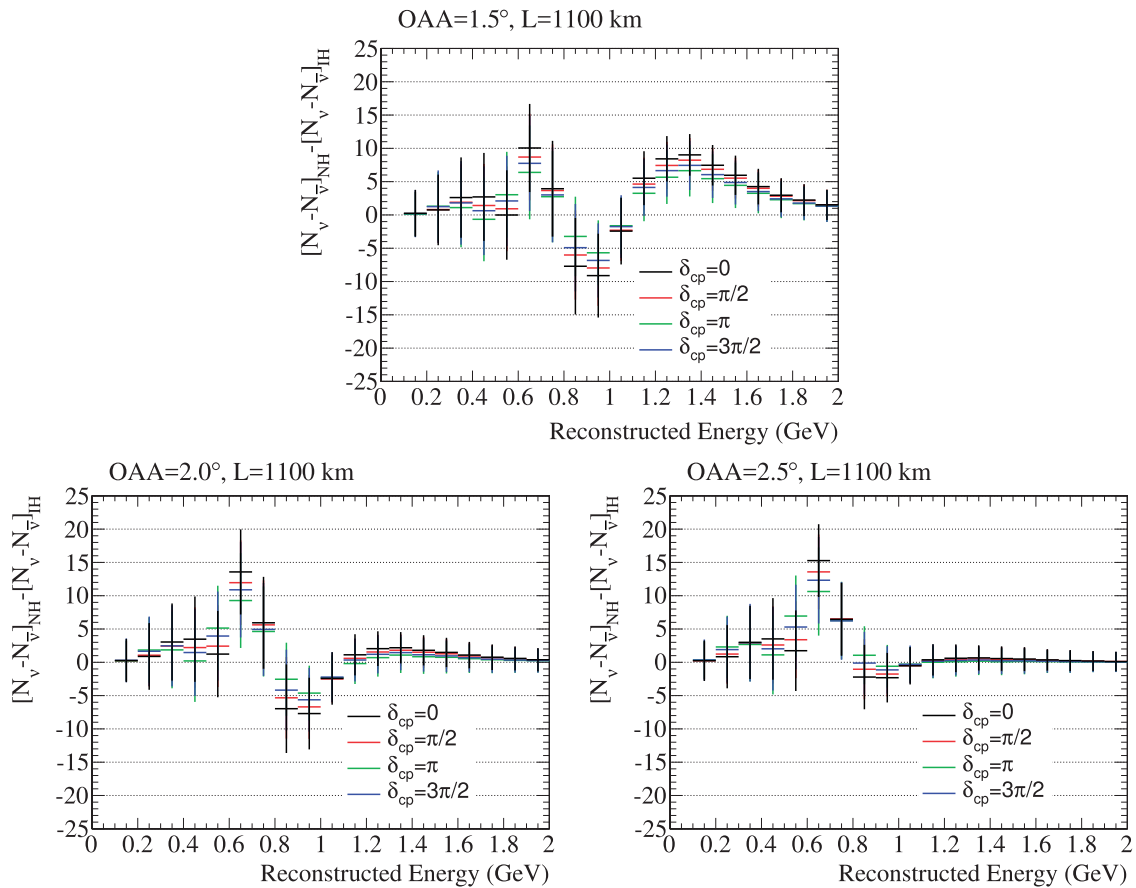 OAA=1.5°, L=1100 km
[N_ν-N_ν̅]_NH-[N_ν-N_ν̅]_IH
25
20
15
10
5
0
-5
-10
-15
-20
-25
δ_cp=0
δ_cp=π/2
δ_cp=π
δ_cp=3π/2
0 0.2 0.4 0.6 0.8 1 1.2 1.4 1.6 1.8 2
Reconstructed Energy (GeV)
OAA=2.0°, L=1100 km
[N_ν-N_ν̅]_NH-[N_ν-N_ν̅]_IH
25
20
15
10
5
0
-5
-10
-15
-20
-25
δ_cp=0
δ_cp=π/2
δ_cp=π
δ_cp=3π/2
0 0.2 0.4 0.6 0.8 1 1.2 1.4 1.6 1.8 2
Reconstructed Energy (GeV)
OAA=2.5°, L=1100 km
[N_ν-N_ν̅]_NH-[N_ν-N_ν̅]_IH
25
20
15
10
5
0
-5
-10
-15
-20
-25
δ_cp=0
δ_cp=π/2
δ_cp=π
δ_cp=3π/2
0 0.2 0.4 0.6 0.8 1 1.2 1.4 1.6 1.8 2
Reconstructed Energy (GeV)